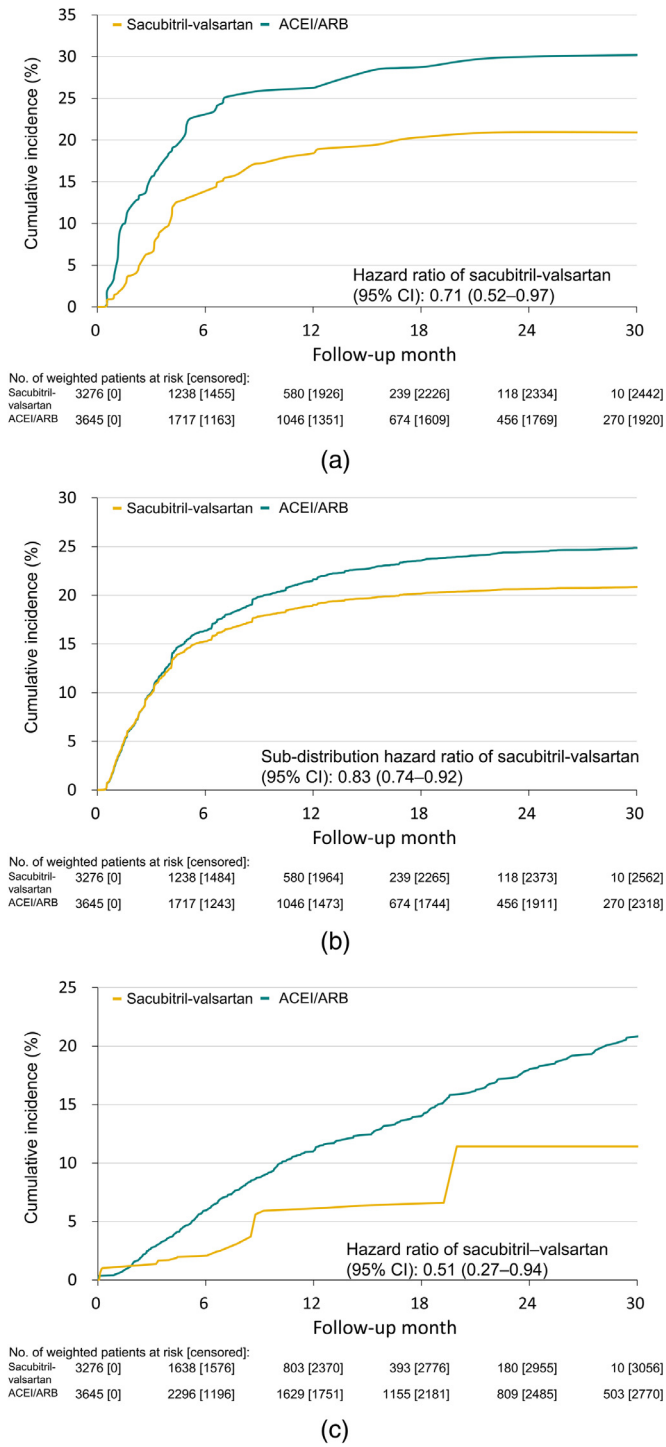 Sacubitril-valsartan ACEI/ARB
35
30
25
20
15
10
5
0
Cumulative incidence (%)
Hazard ratio of sacubitril-valsartan
(95% CI): 0.71 (0.52–0.97)
0 6 12 18 24 30
Follow-up month
No. of weighted patients at risk [censored]:
Sacubitril-
valsartan 3276 [0] 1238 [1455] 580 [1926] 239 [2226] 118 [2334] 10 [2442]
ACEI/ARB 3645 [0] 1717 [1163] 1046 [1351] 674 [1609] 456 [1769] 270 [1920]
(a)
Sacubitril-valsartan ACEI/ARB
30
25
20
15
10
5
0
Cumulative incidence (%)
Sub-distribution hazard ratio of sacubitril-valsartan
(95% CI): 0.83 (0.74–0.92)
0 6 12 18 24 30
Follow-up month
No. of weighted patients at risk [censored]:
Sacubitril-
valsartan 3276 [0] 1238 [1484] 580 [1964] 239 [2265] 118 [2373] 10 [2562]
ACEI/ARB 3645 [0] 1717 [1243] 1046 [1473] 674 [1744] 456 [1911] 270 [2318]
(b)
Sacubitril-valsartan ACEI/ARB
25
20
15
10
5
0
Cumulative incidence (%)
Hazard ratio of sacubitril–valsartan
(95% CI): 0.51 (0.27–0.94)
0 6 12 18 24 30
Follow-up month
No. of weighted patients at risk [censored]:
Sacubitril-
valsartan 3276 [0] 1638 [1576] 803 [2370] 393 [2776] 180 [2955] 10 [3056]
ACEI/ARB 3645 [0] 2296 [1196] 1629 [1751] 1155 [2181] 809 [2485] 503 [2770]
(c)